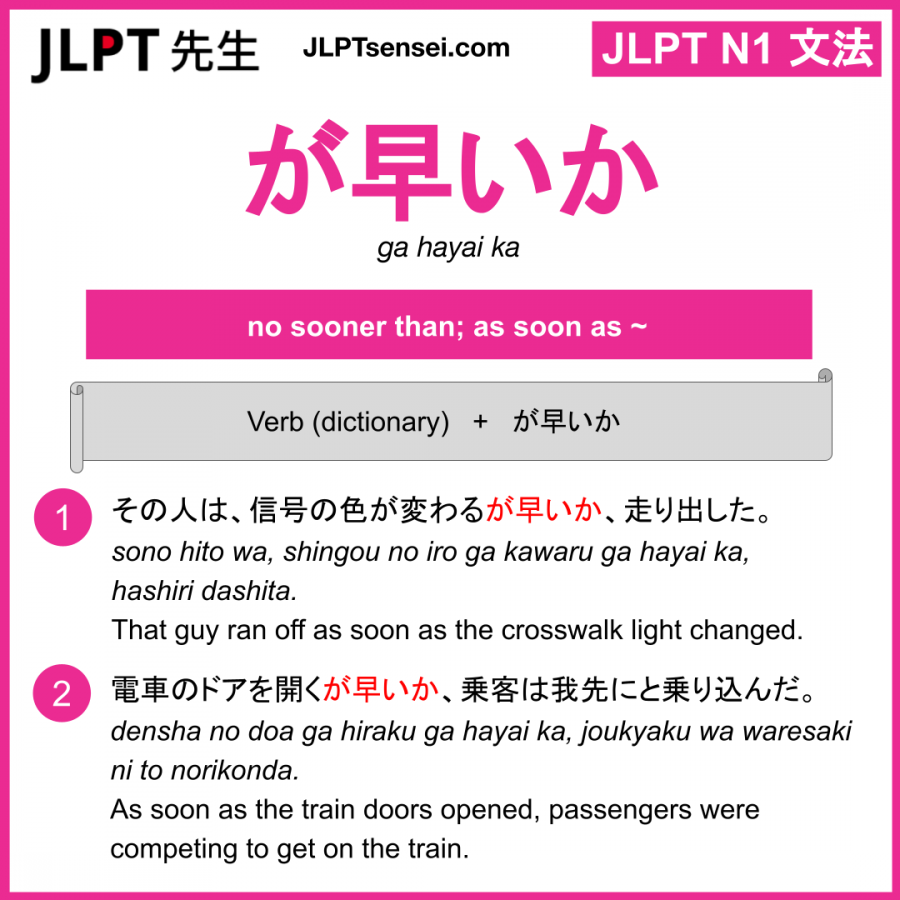 JLPT 先生
JLPTsensei.com
JLPT N1 文法
が早いか
ga hayai ka
no sooner than; as soon as ~
Verb (dictionary) + が早いか
1
その人は、信号の色が変わるが早いか、走り出した。
sono hito wa, shingou no iro ga kawaru ga hayai ka,
hashiri dashita.
That guy ran off as soon as the crosswalk light changed.
2
電車のドアを開くが早いか、乗客は我先にと乗り込んだ。
densha no doa ga hiraku ga hayai ka, joukyaku wa waresaki
ni to norikonda.
As soon as the train doors opened, passengers were
competing to get on the train.